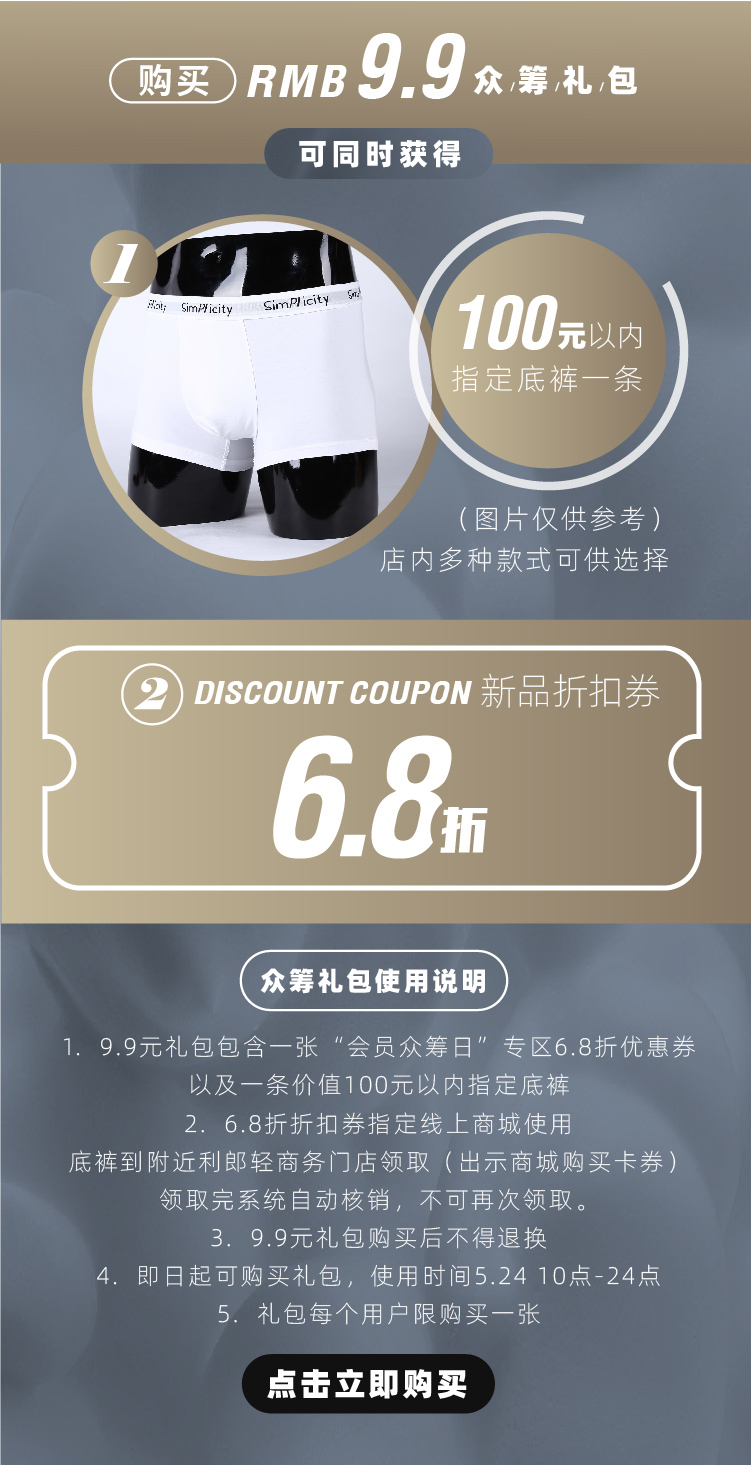 购买 RMB 9.9 众/筹/礼/包
可同时获得
1
SimPlicity SimPlicity
100元以内
指定底裤一条
（图片仅供参考）
店内多种款式可供选择
2 DISCOUNT COUPON 新品折扣券
6.8折
众筹礼包使用说明
1. 9.9元礼包包含一张“会员众筹日”专区6.8折优惠券
以及一条价值100元以内指定底裤
2. 6.8折折扣券指定线上商城使用
底裤到附近利郎轻商务门店领取（出示商城购买卡券）
领取完系统自动核销，不可再次领取。
3. 9.9元礼包购买后不得退换
4. 即日起可购买礼包，使用时间5.24 10点-24点
5. 礼包每个用户限购买一张
点击立即购买